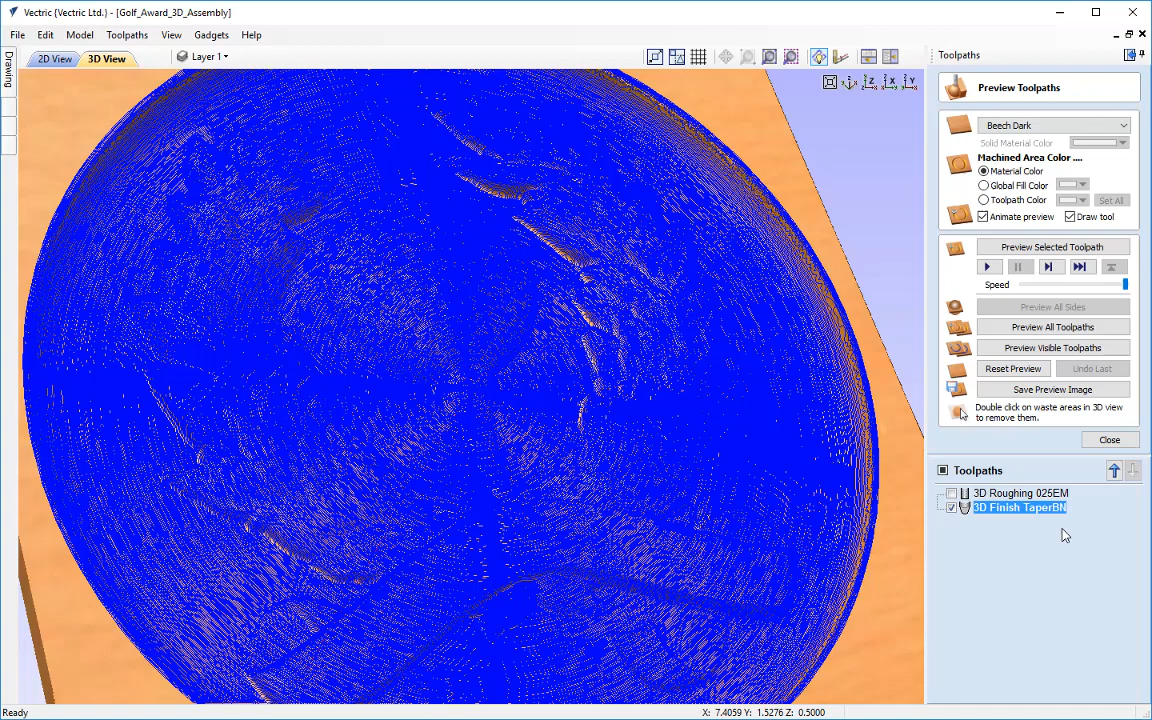 Vectric {Vectric Ltd.} - [Golf_Award_3D_Assembly]
File Edit Model Toolpaths View Gadgets Help
2D View 3D View Layer 1
Drawing
Toolpaths
Preview Toolpaths
Beech Dark
Solid Material Color
Machined Area Color ....
Material Color
Global Fill Color
Toolpath Color Set All
Animate preview Draw tool
Preview Selected Toolpath
Speed
Preview All Sides
Preview All Toolpaths
Preview Visible Toolpaths
Reset Preview Undo Last
Save Preview Image
Double click on waste areas in 3D view
to remove them.
Close
Toolpaths
3D Roughing 025EM
3D Finish TaperBN
Ready X: 7.4059 Y: 1.5276 Z: 0.5000